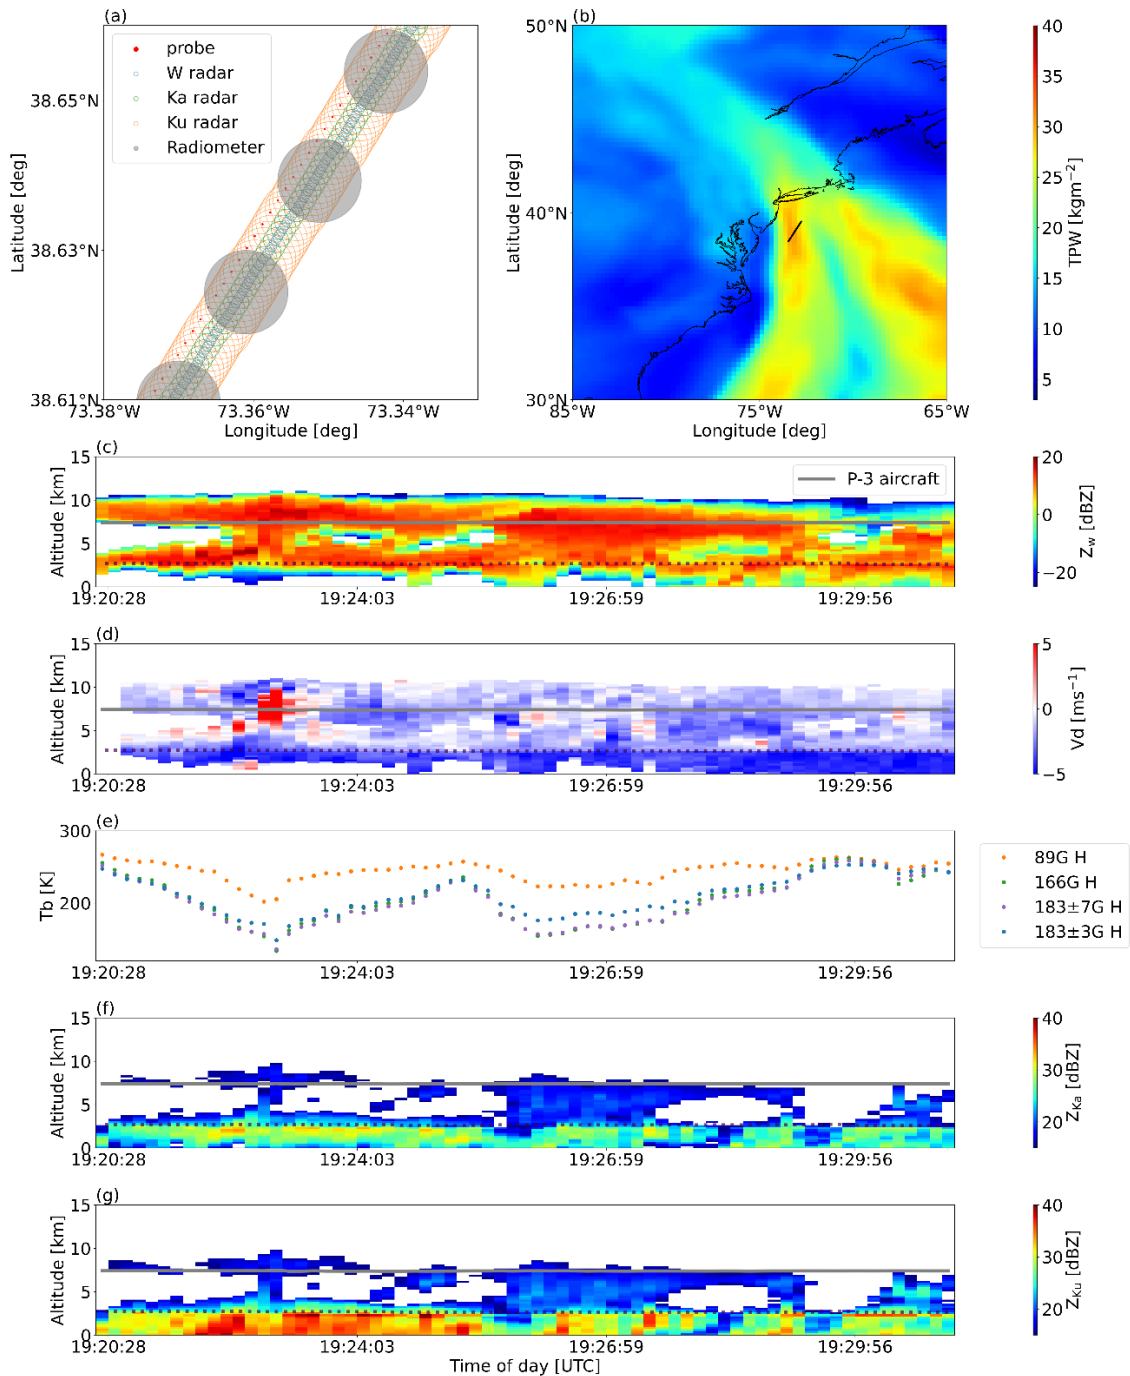 (a)
probe
W radar
Ka radar
Ku radar
Radiometer
38.65°N
38.63°N
38.61°N
Latitude [deg]
73.38°W
73.36°W
73.34°W
Longitude [deg]
(b)
50°N
40°N
30°N
Latitude [deg]
85°W
75°W
65°W
Longitude [deg]
40
35
30
25
20
15
10
5
TPW [kgm−2]
(c)
15
10
5
0
Altitude [km]
P-3 aircraft
19:20:28
19:24:03
19:26:59
19:29:56
20
0
−20
Zw [dBZ]
(d)
15
10
5
0
Altitude [km]
19:20:28
19:24:03
19:26:59
19:29:56
5
0
−5
Vd [ms−1]
(e)
300
200
Tb [K]
19:20:28
19:24:03
19:26:59
19:29:56
89G H
166G H
183±7G H
183±3G H
(f)
15
10
5
0
Altitude [km]
19:20:28
19:24:03
19:26:59
19:29:56
40
30
20
ZKa [dBZ]
(g)
15
10
5
0
Altitude [km]
19:20:28
19:24:03
19:26:59
19:29:56
Time of day [UTC]
40
30
20
ZKu [dBZ]